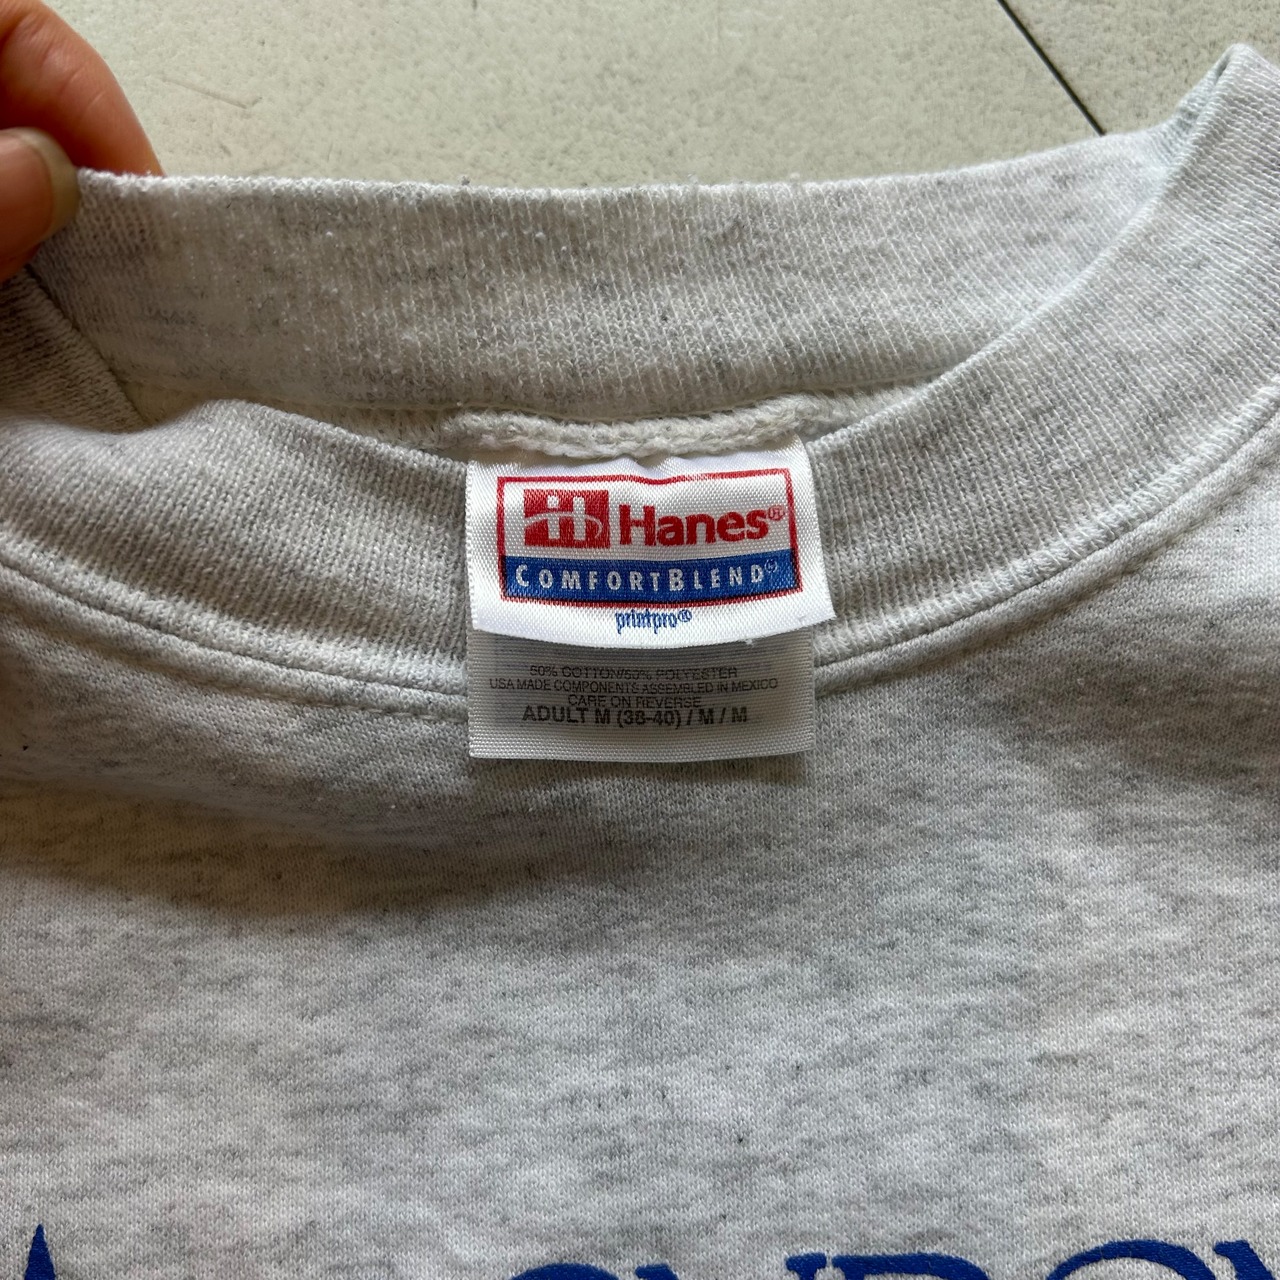 Hanes®
COMFORTBLEND®
printpro®
50% COTTON/50% POLYESTER
USA MADE COMPONENTS ASSEMBLED IN MEXICO
CARE ON REVERSE
ADULT M (38-40) / M / M